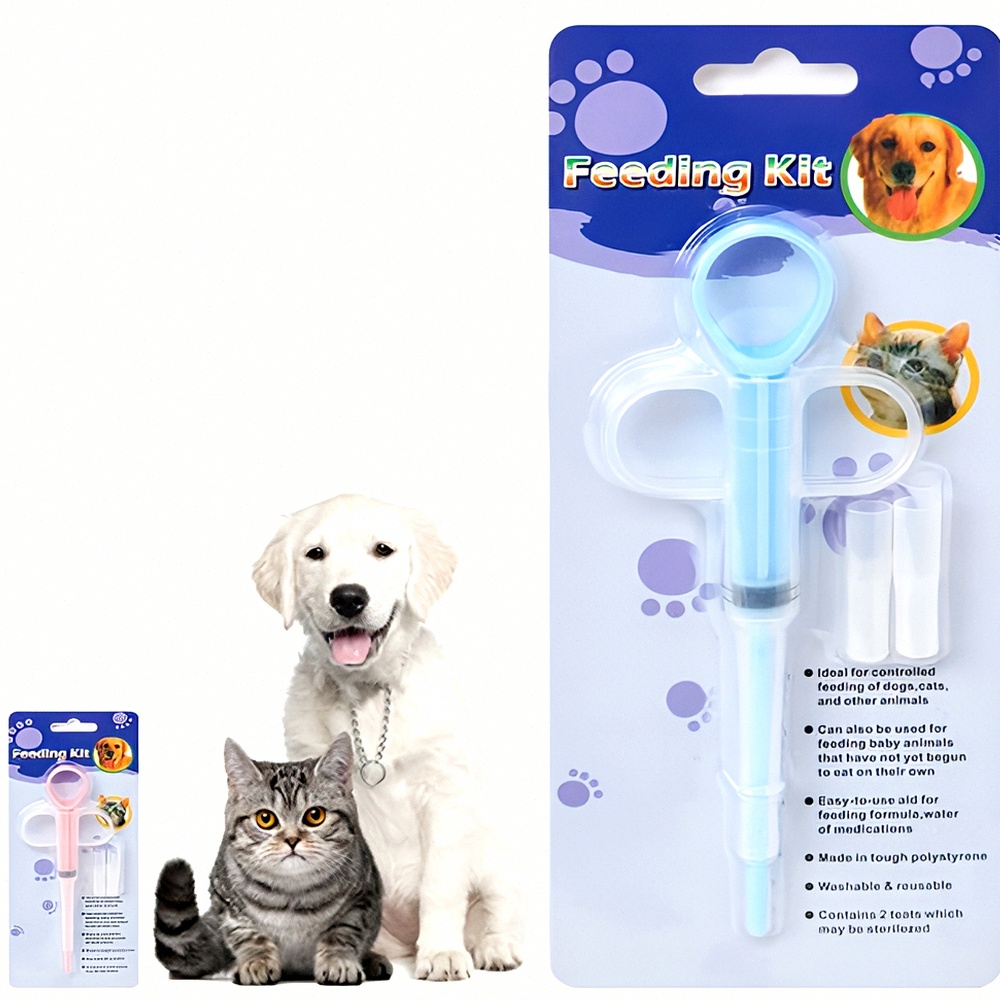 Feeding Kit
Ideal for controlled
feeding of dogs,cats,
and other animals
Can also be used for
feeding baby animals
that have not yet begun
to eat on their own
Easy-to-use aid for
feeding formula,water
of medications
Made in tough polystyrene
Washable & reusable
Contains 2 teats which
may be sterilized
Feeding Kit